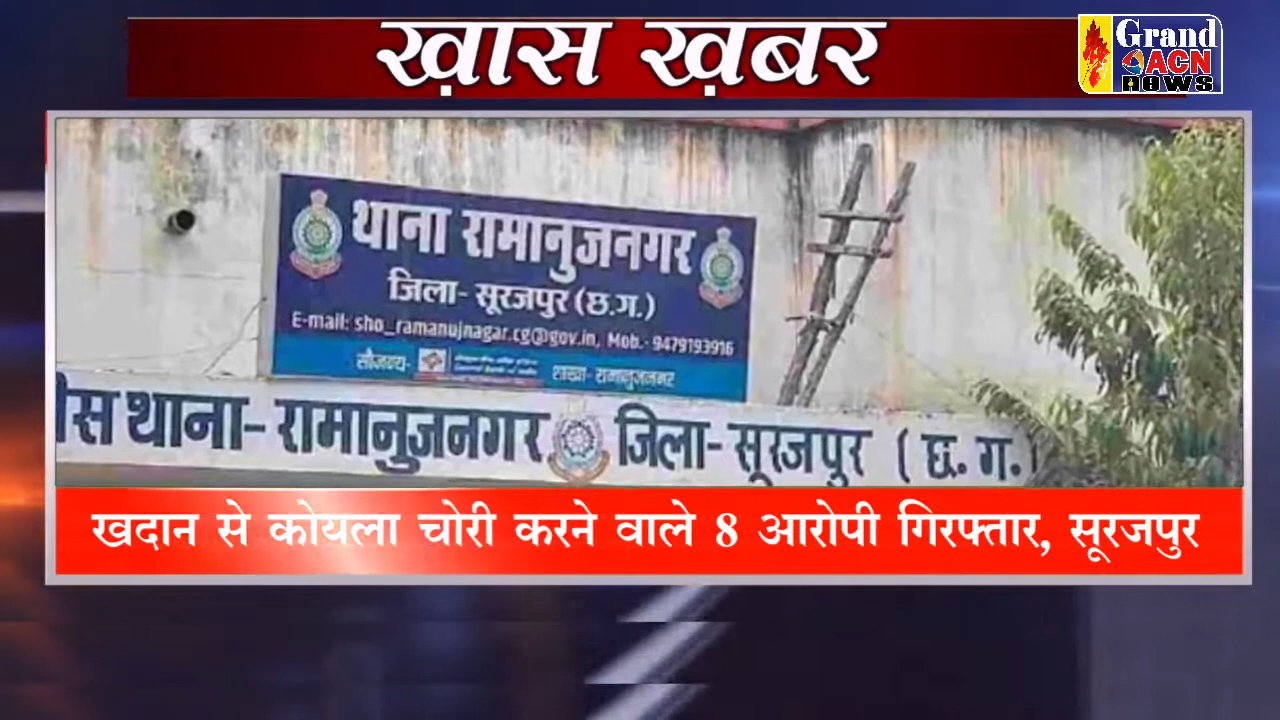 ख़ास ख़बर
Grand
ACN
news
थाना रामानुजनगर
जिला- सूरजपुर (छ.ग.)
E-mail: sho_ramanujnagar.cg@gov.in, Mob.- 9479193916
सौजन्य- शाखा- रामानुजनगर
थाना- रामानुजनगर जिला- सूरजपुर ( छ. ग.)
खदान से कोयला चोरी करने वाले 8 आरोपी गिरफ्तार, सूरजपुर